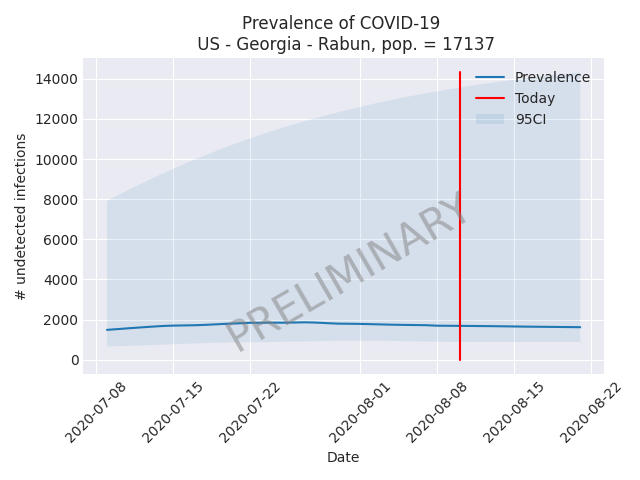 Prevalence of COVID-19
US - Georgia - Rabun, pop. = 17137
14000
12000
10000
8000
6000
4000
2000
0
# undetected infections
Prevalence
Today
95CI
PRELIMINARY
2020-07-08
2020-07-15
2020-07-22
2020-08-01
2020-08-08
2020-08-15
2020-08-22
Date